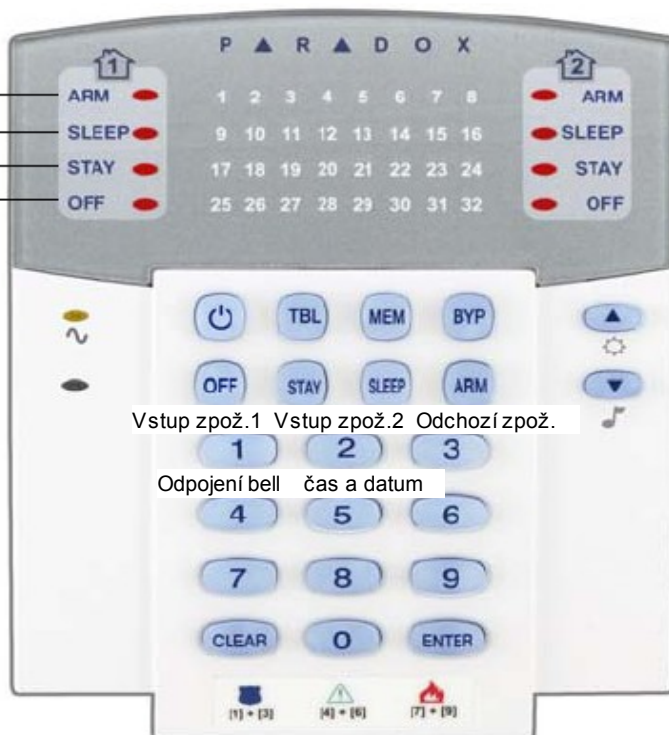 P A R A D O X
1 2
ARM 1 2 3 4 5 6 7 8 ARM
SLEEP 9 10 11 12 13 14 15 16 SLEEP
STAY 17 18 19 20 21 22 23 24 STAY
OFF 25 26 27 28 29 30 31 32 OFF
TBL MEM BYP
OFF STAY SLEEP ARM
Vstup zpož.1 Vstup zpož.2 Odchozí zpož.
1 2 3
Odpojení bell čas a datum
4 5 6
7 8 9
CLEAR 0 ENTER
[1] + [3] [4] + [6] [7] + [9]